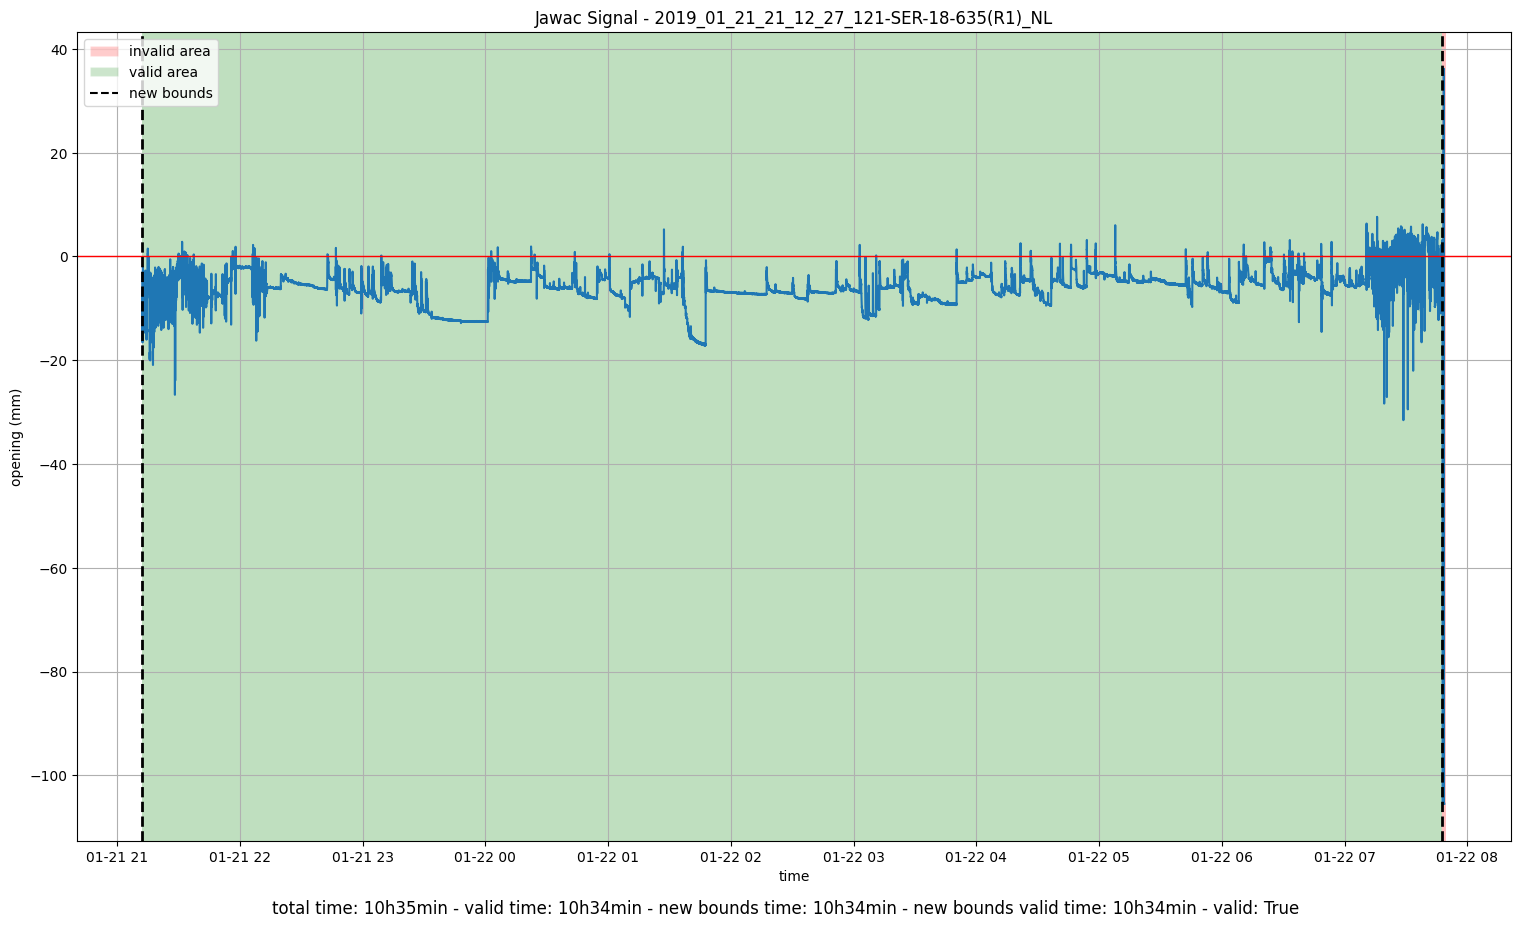 Jawac Signal - 2019_01_21_21_12_27_121-SER-18-635(R1)_NL
invalid area
valid area
new bounds
40
20
0
−20
−40
−60
−80
−100
opening (mm)
01-21 21 01-21 22 01-21 23 01-22 00 01-22 01 01-22 02 01-22 03 01-22 04 01-22 05 01-22 06 01-22 07 01-22 08
time
total time: 10h35min - valid time: 10h34min - new bounds time: 10h34min - new bounds valid time: 10h34min - valid: True